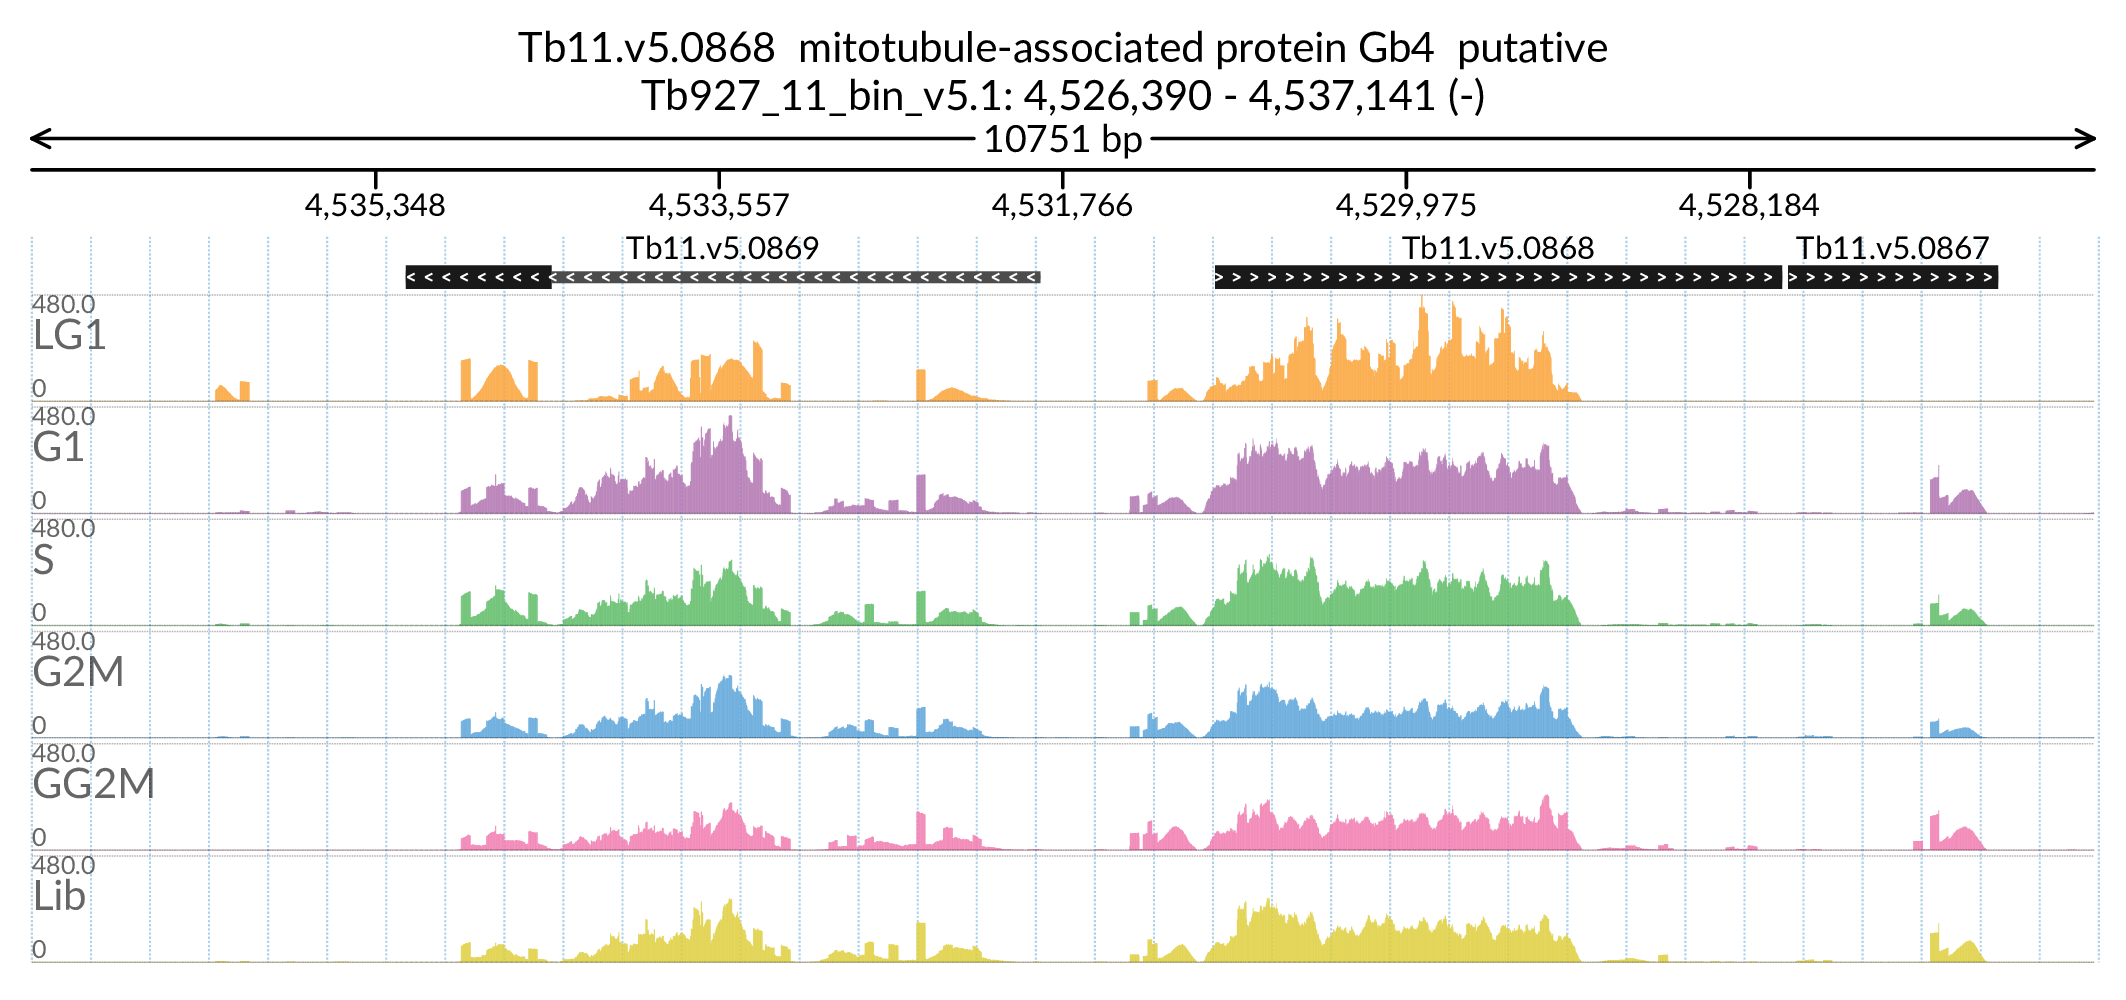 Tb11.v5.0868 mitotubule-associated protein Gb4 putative
Tb927_11_bin_v5.1: 4,526,390 - 4,537,141 (-)
10751 bp
4,535,348 4,533,557 4,531,766 4,529,975 4,528,184
Tb11.v5.0869 Tb11.v5.0868 Tb11.v5.0867
480.0
LG1
0
480.0
G1
0
480.0
S
0
480.0
G2M
0
480.0
GG2M
0
480.0
Lib
0